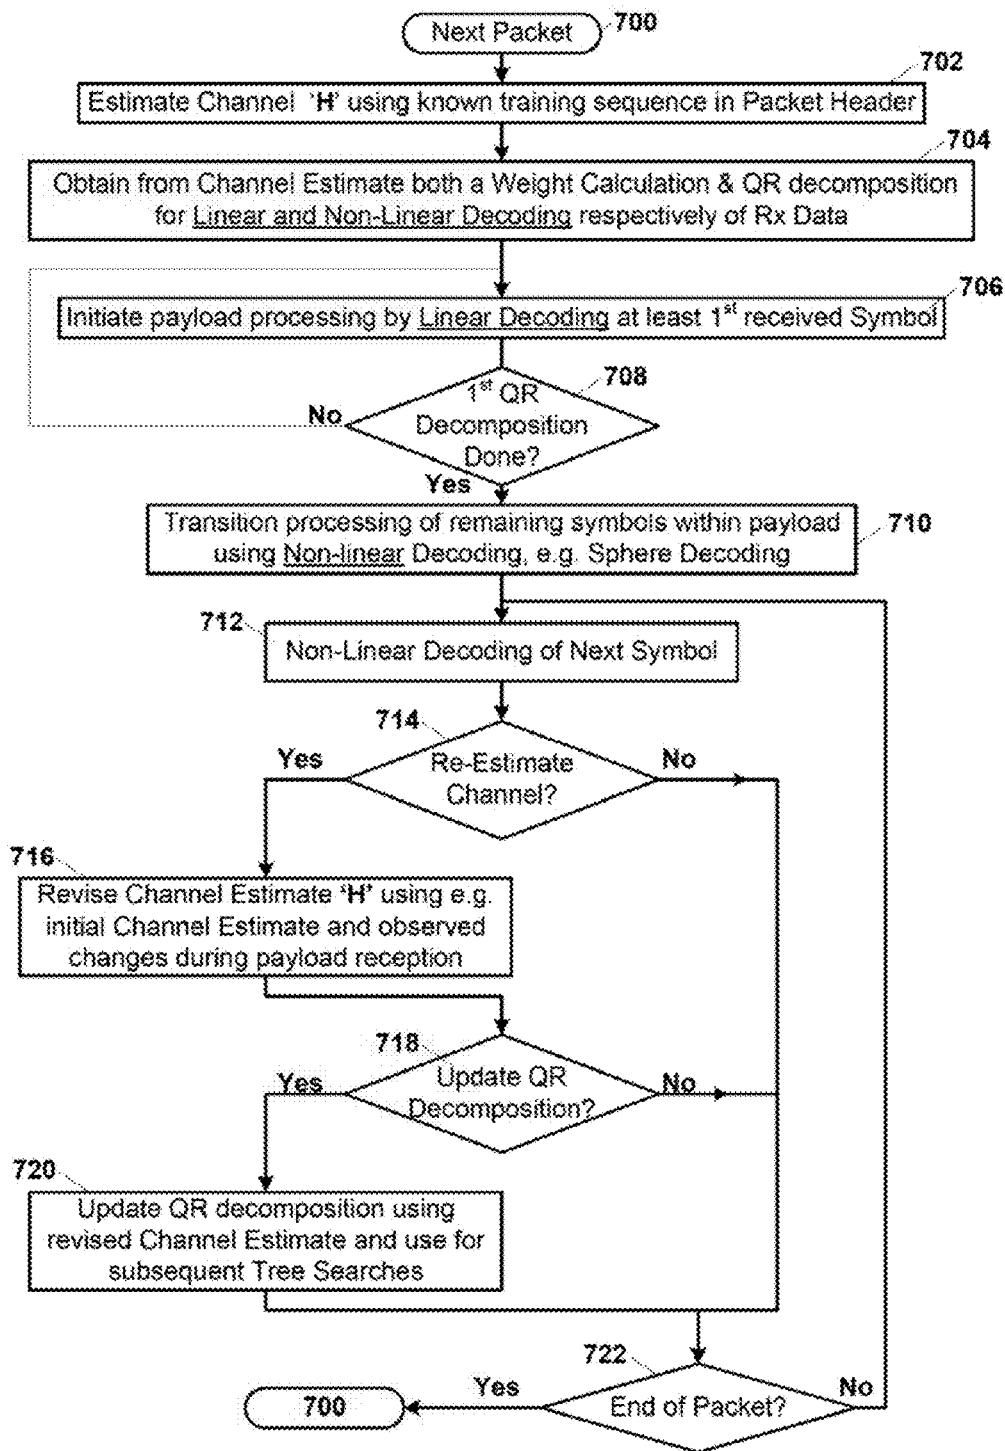 Next Packet
700
702
Estimate Channel 'H' using known training sequence in Packet Header
704
Obtain from Channel Estimate both a Weight Calculation & QR decomposition
for Linear and Non-Linear Decoding respectively of Rx Data
706
Initiate payload processing by Linear Decoding at least 1st received Symbol
708
1st QR
Decomposition
Done?
No
Yes
Transition processing of remaining symbols within payload
using Non-linear Decoding, e.g. Sphere Decoding
710
712
Non-Linear Decoding of Next Symbol
714
Yes
Re-Estimate
Channel?
No
716
Revise Channel Estimate 'H' using e.g.
initial Channel Estimate and observed
changes during payload reception
718
Yes
Update QR
Decomposition?
No
720
Update QR decomposition using
revised Channel Estimate and use for
subsequent Tree Searches
722
700
Yes
End of Packet?
No